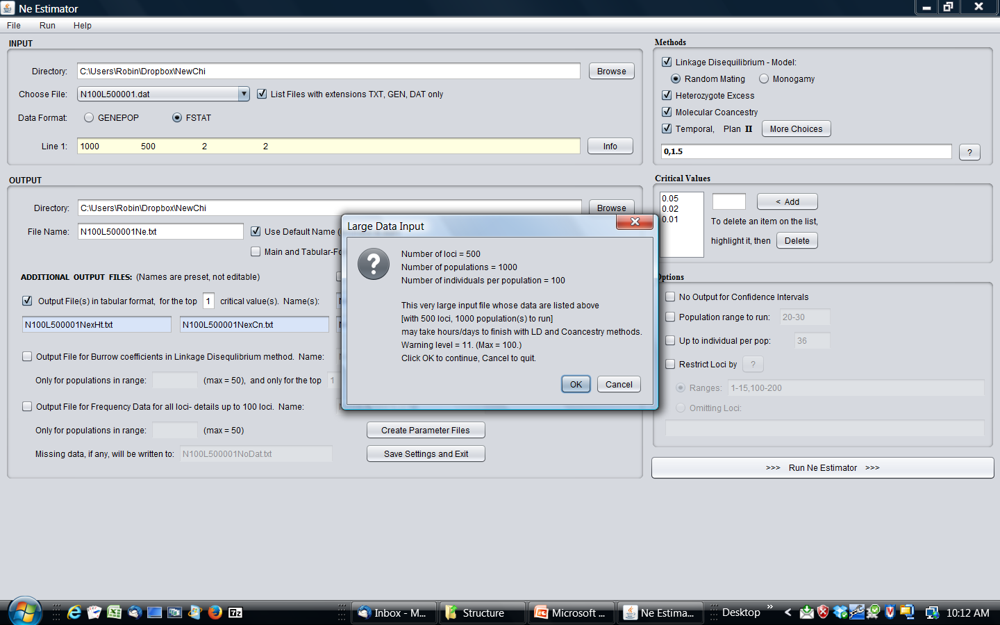 Ne Estimator
File Run Help
INPUT
Directory: C:\Users\Robin\Dropbox\NewChi Browse
Choose File: N100L500001.dat List Files with extensions TXT, GEN, DAT only
Data Format: GENEPOP FSTAT
Line 1: 1000 500 2 2 Info
OUTPUT
Directory: C:\Users\Robin\Dropbox\NewChi Browse
File Name: N100L500001Ne.txt Use Default Name (
Main and Tabular-Fo
ADDITIONAL OUTPUT FILES: (Names are preset, not editable)
Output File(s) in tabular format, for the top 1 critical value(s). Name(s):
N100L500001NexHt.txt N100L500001NexCn.txt
Output File for Burrow coefficients in Linkage Disequlibrium method. Name:
Only for populations in range: (max = 50), and only for the top 1
Output File for Frequency Data for all loci- details up to 100 loci. Name:
Only for populations in range: (max = 50) Create Parameter Files
Missing data, if any, will be written to: N100L500001NoDat.txt Save Settings and Exit
Large Data Input
Number of loci = 500
Number of populations = 1000
Number of individuals per population = 100
This very large input file whose data are listed above
[with 500 loci, 1000 population(s) to run]
may take hours/days to finish with LD and Coancestry methods.
Warning level = 11. (Max = 100.)
Click OK to continue, Cancel to quit.
OK Cancel
Methods
Linkage Disequilibrium - Model:
Random Mating Monogamy
Heterozygote Excess
Molecular Coancestry
Temporal, Plan II More Choices
0,1.5 ?
Critical Values
0.05 < Add
0.02
0.01 To delete an item on the list,
highlight it, then Delete
Options
No Output for Confidence Intervals
Population range to run: 20-30
Up to individual per pop: 36
Restrict Loci by ?
Ranges: 1-15,100-200
Omitting Loci:
>>> Run Ne Estimator >>>
Inbox - M... Structure Microsoft ... Ne Estima... Desktop » < 10:12 AM